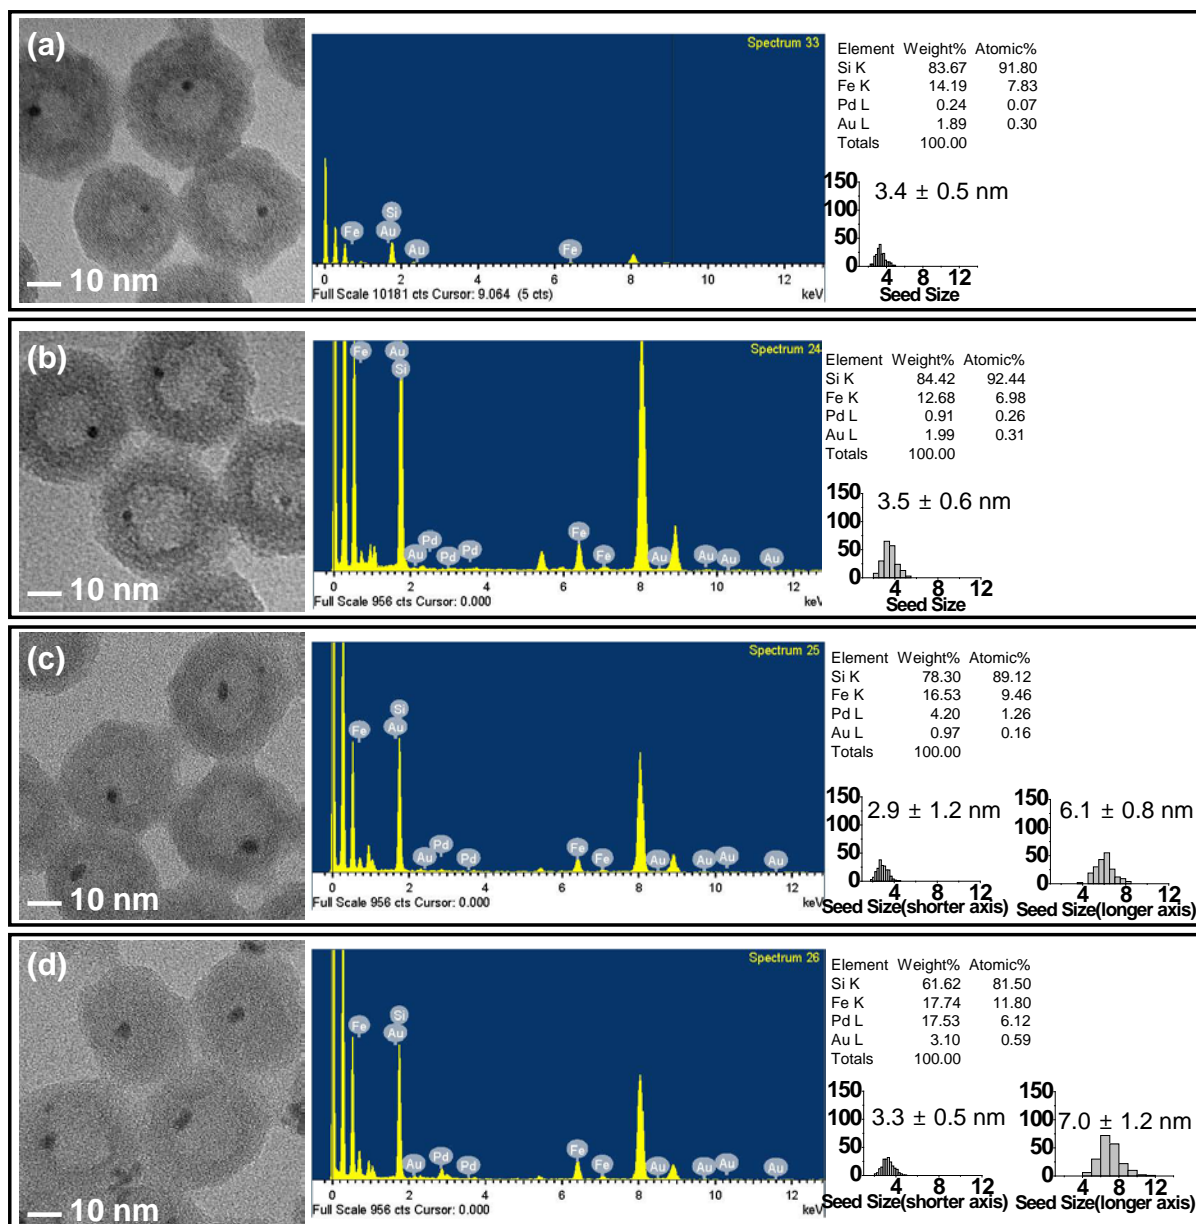 (a)
10 nm
Spectrum 33
Si
Fe
Au
Au
Fe
0 2 4 6 8 10 12
Full Scale 10181 cts Cursor: 9.064 (5 cts)
keV
Element Weight% Atomic%
Si K 83.67 91.80
Fe K 14.19 7.83
Pd L 0.24 0.07
Au L 1.89 0.30
Totals 100.00
3.4 ± 0.5 nm
150
100
50
0
4 8 12
Seed Size
(b)
10 nm
Spectrum 24
Fe
Au
Si
Pd
Pd
Fe
Au
Pd
Fe
Au
Au
Au
Au
0 2 4 6 8 10 12
Full Scale 956 cts Cursor: 0.000
keV
Element Weight% Atomic%
Si K 84.42 92.44
Fe K 12.68 6.98
Pd L 0.91 0.26
Au L 1.99 0.31
Totals 100.00
3.5 ± 0.6 nm
150
100
50
0
4 8 12
Seed Size
(c)
10 nm
Spectrum 25
Si
Fe
Au
Pd
Au
Pd
Fe
Fe
Au
Au
Au
Au
0 2 4 6 8 10 12
Full Scale 956 cts Cursor: 0.000
keV
Element Weight% Atomic%
Si K 78.30 89.12
Fe K 16.53 9.46
Pd L 4.20 1.26
Au L 0.97 0.16
Totals 100.00
2.9 ± 1.2 nm
150
100
50
0
4 8 12
Seed Size(shorter axis)
6.1 ± 0.8 nm
150
100
50
0
4 8 12
Seed Size(longer axis)
(d)
10 nm
Spectrum 26
Si
Fe
Au
Au
Pd
Pd
Fe
Fe
Au
Au
Au
Au
0 2 4 6 8 10 12
Full Scale 956 cts Cursor: 0.000
keV
Element Weight% Atomic%
Si K 61.62 81.50
Fe K 17.74 11.80
Pd L 17.53 6.12
Au L 3.10 0.59
Totals 100.00
3.3 ± 0.5 nm
150
100
50
0
4 8 12
Seed Size(shorter axis)
7.0 ± 1.2 nm
150
100
50
0
4 8 12
Seed Size(longer axis)